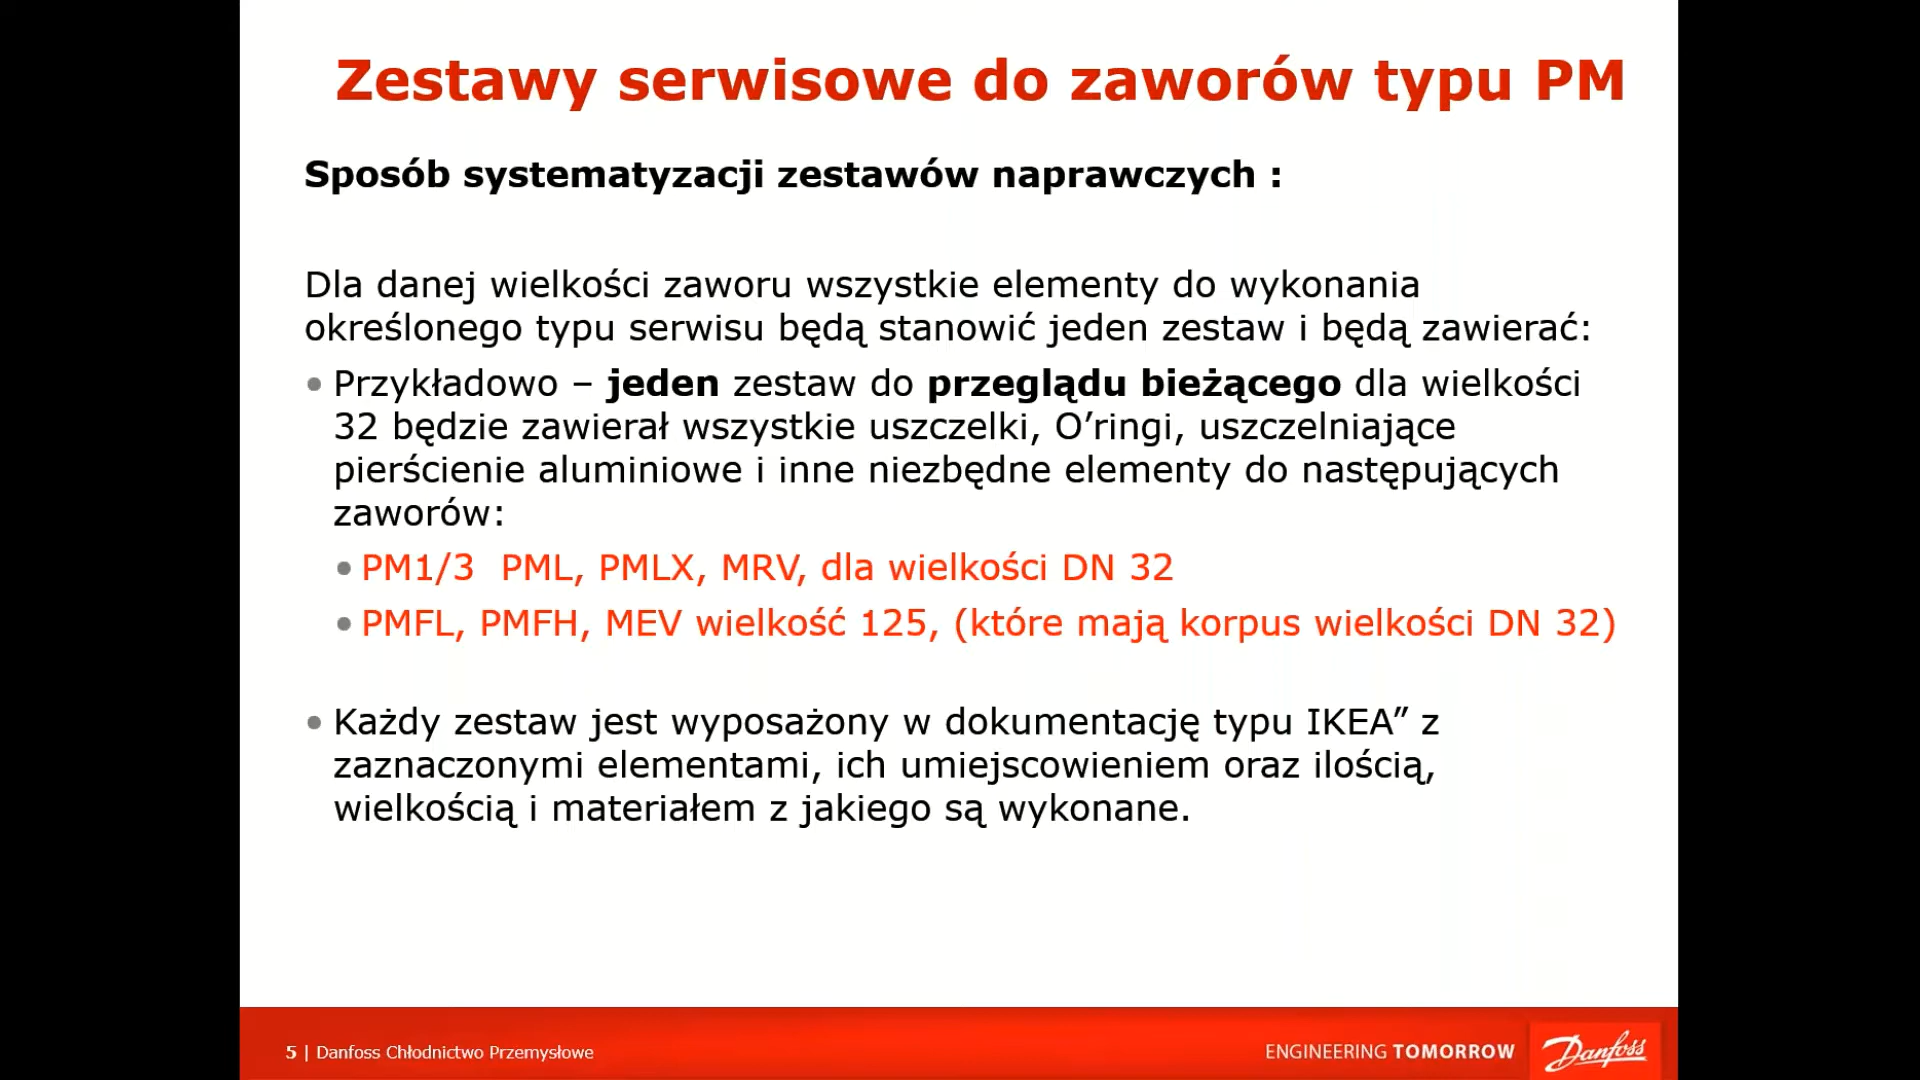 Zestawy serwisowe do zaworów typu PM
Sposób systematyzacji zestawów naprawczych :
Dla danej wielkości zaworu wszystkie elementy do wykonania
określonego typu serwisu będą stanowić jeden zestaw i będą zawierać:
• Przykładowo – jeden zestaw do przeglądu bieżącego dla wielkości
32 będzie zawierał wszystkie uszczelki, O’ringi, uszczelniające
pierścienie aluminiowe i inne niezbędne elementy do następujących
zaworów:
• PM1/3  PML, PMLX, MRV, dla wielkości DN 32
• PMFL, PMFH, MEV wielkość 125, (które mają korpus wielkości DN 32)
• Każdy zestaw jest wyposażony w dokumentację typu IKEA” z
zaznaczonymi elementami, ich umiejscowieniem oraz ilością,
wielkością i materiałem z jakiego są wykonane.
5 | Danfoss Chłodnictwo Przemysłowe
ENGINEERING TOMORROW
Danfoss